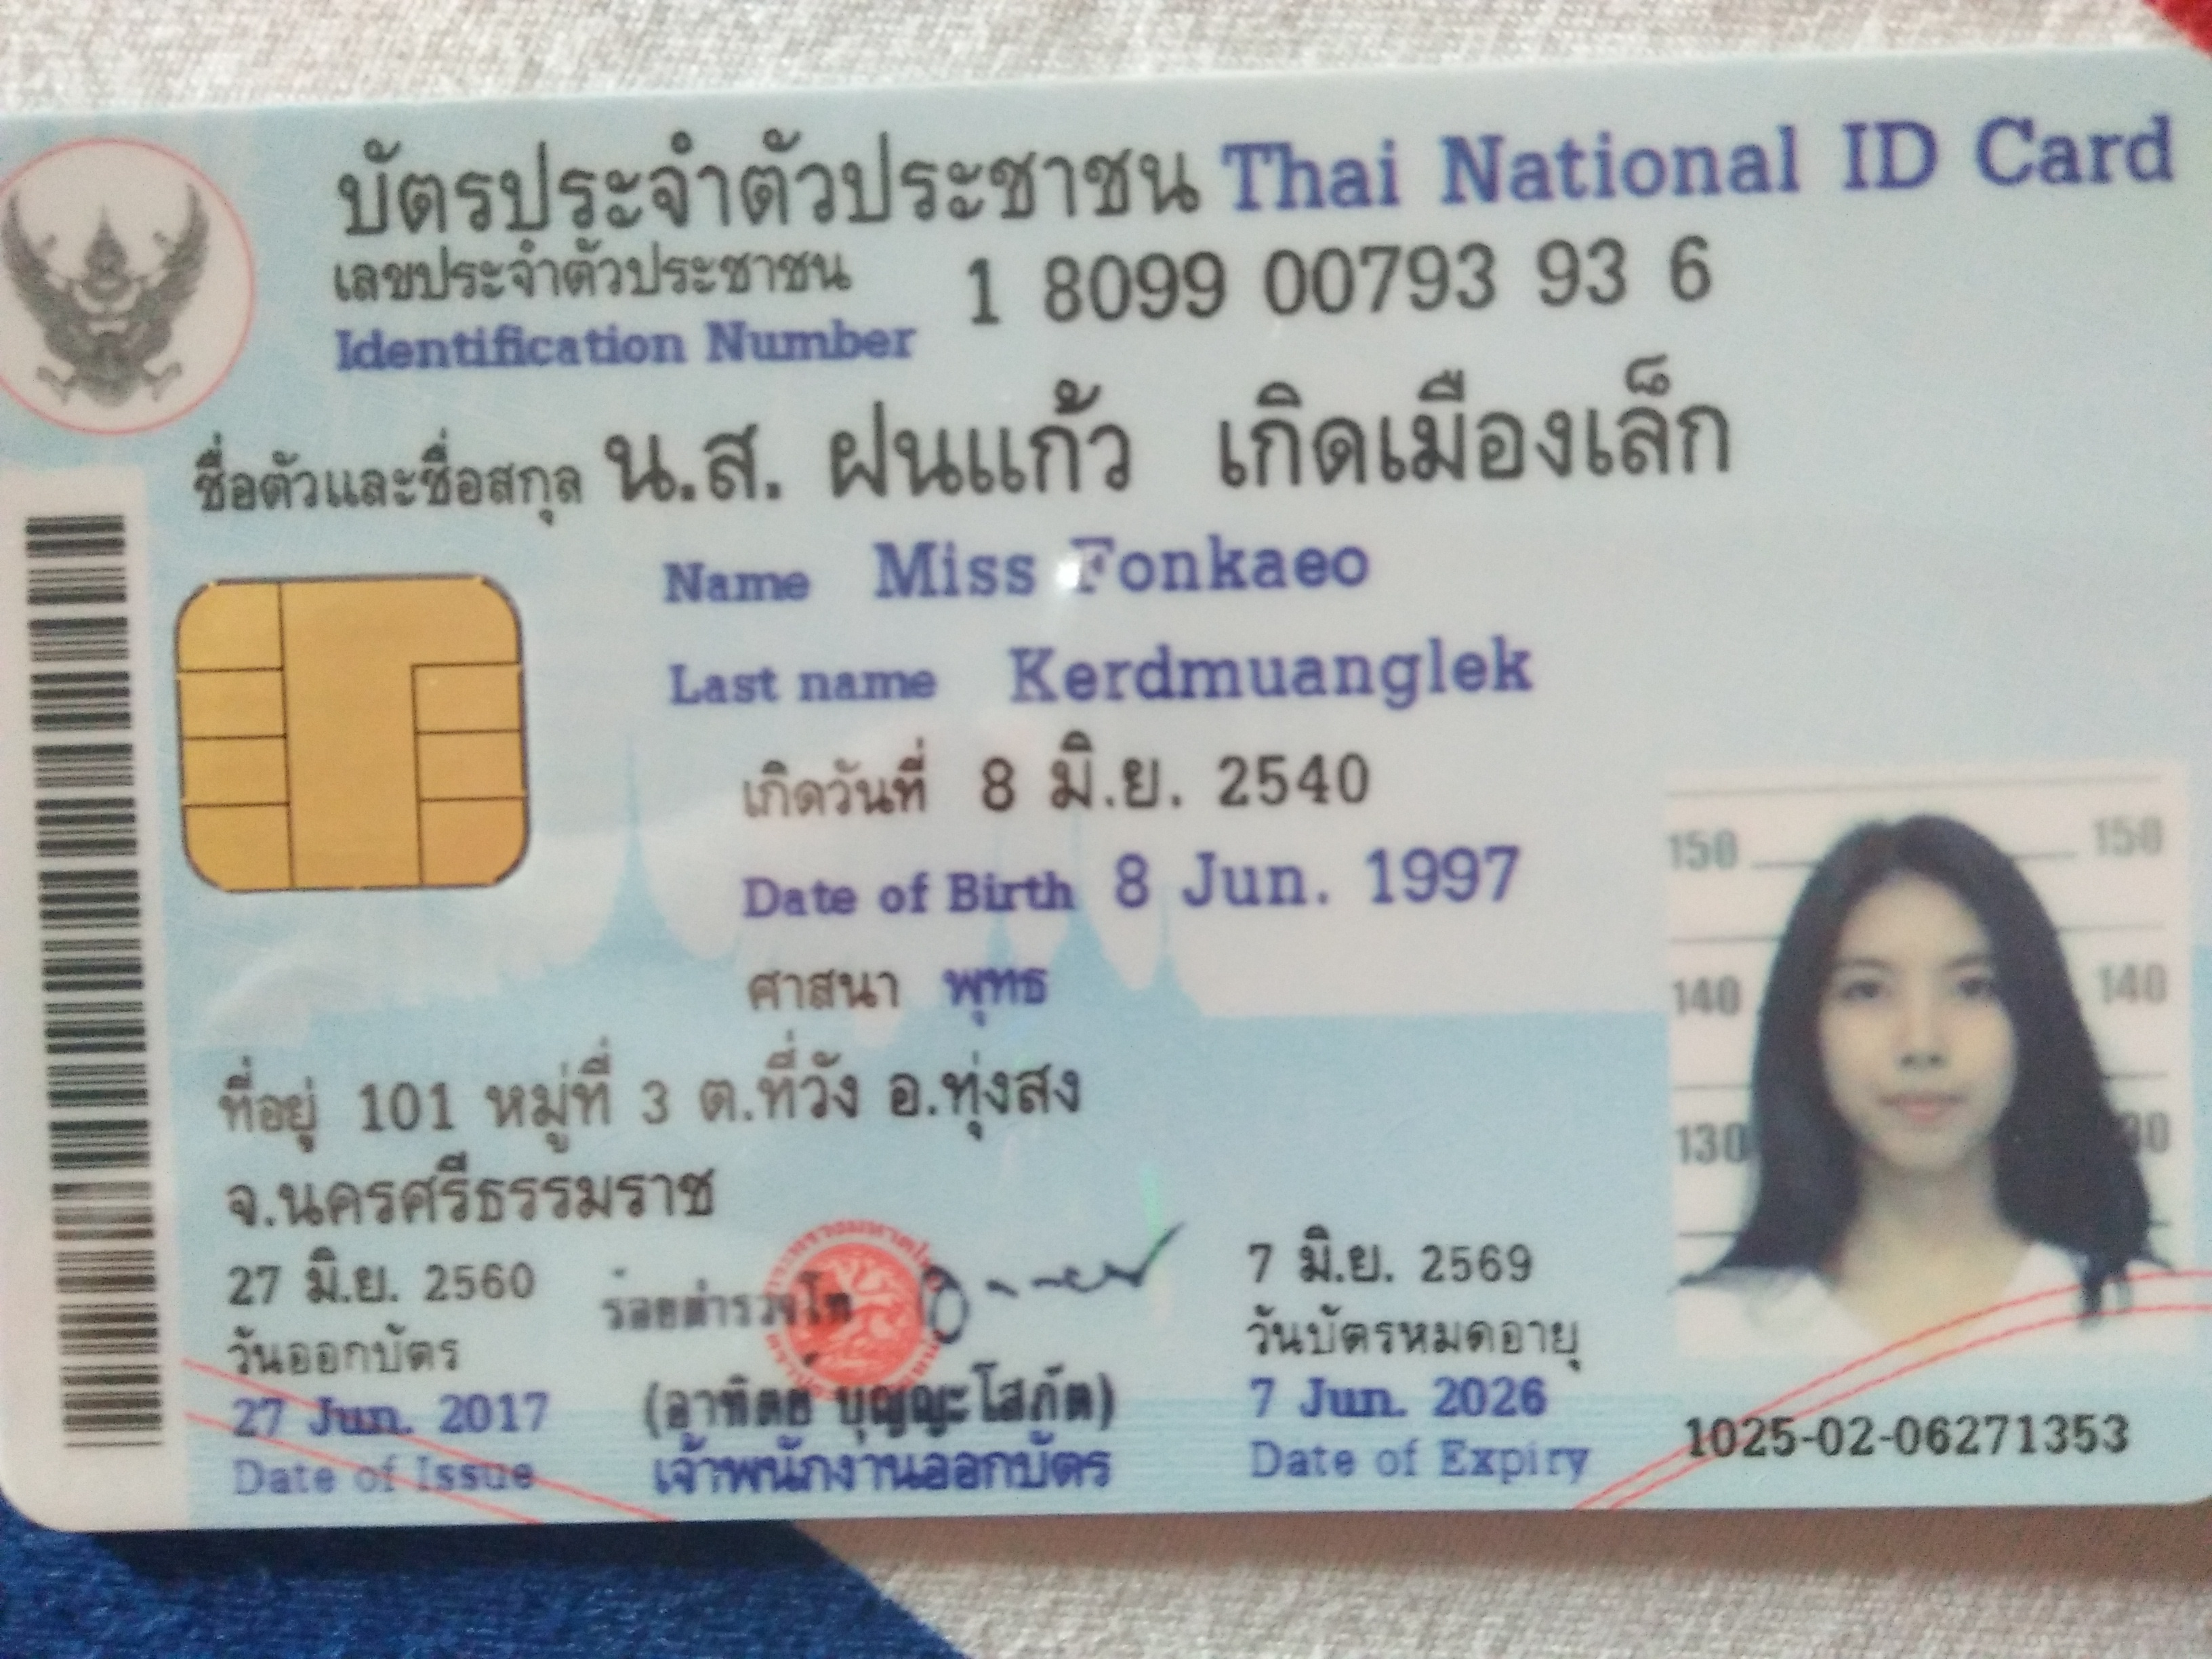 บัตรประจำตัวประชาชน Thai National ID Card
เลขประจำตัวประชาชน 1 8099 00793 93 6
Identification Number
ชื่อตัวและชื่อสกุล น.ส. ฝนแก้ว เกิดเมืองเล็ก
Name Miss Fonkaeo
Last name Kerdmuanglek
เกิดวันที่ 8 มิ.ย. 2540
Date of Birth 8 Jun. 1997
ศาสนา พุทธ
ที่อยู่ 101 หมู่ที่ 3 ต.ที่วัง อ.ทุ่งสง
จ.นครศรีธรรมราช
27 มิ.ย. 2560
วันออกบัตร
27 Jun. 2017
Date of Issue
ร้อยตำรวจโท
(อาทิตย์ บุญญะโสภัต)
เจ้าพนักงานออกบัตร
7 มิ.ย. 2569
วันบัตรหมดอายุ
7 Jun. 2026
Date of Expiry
150 150
140 140
130
1025-02-06271353